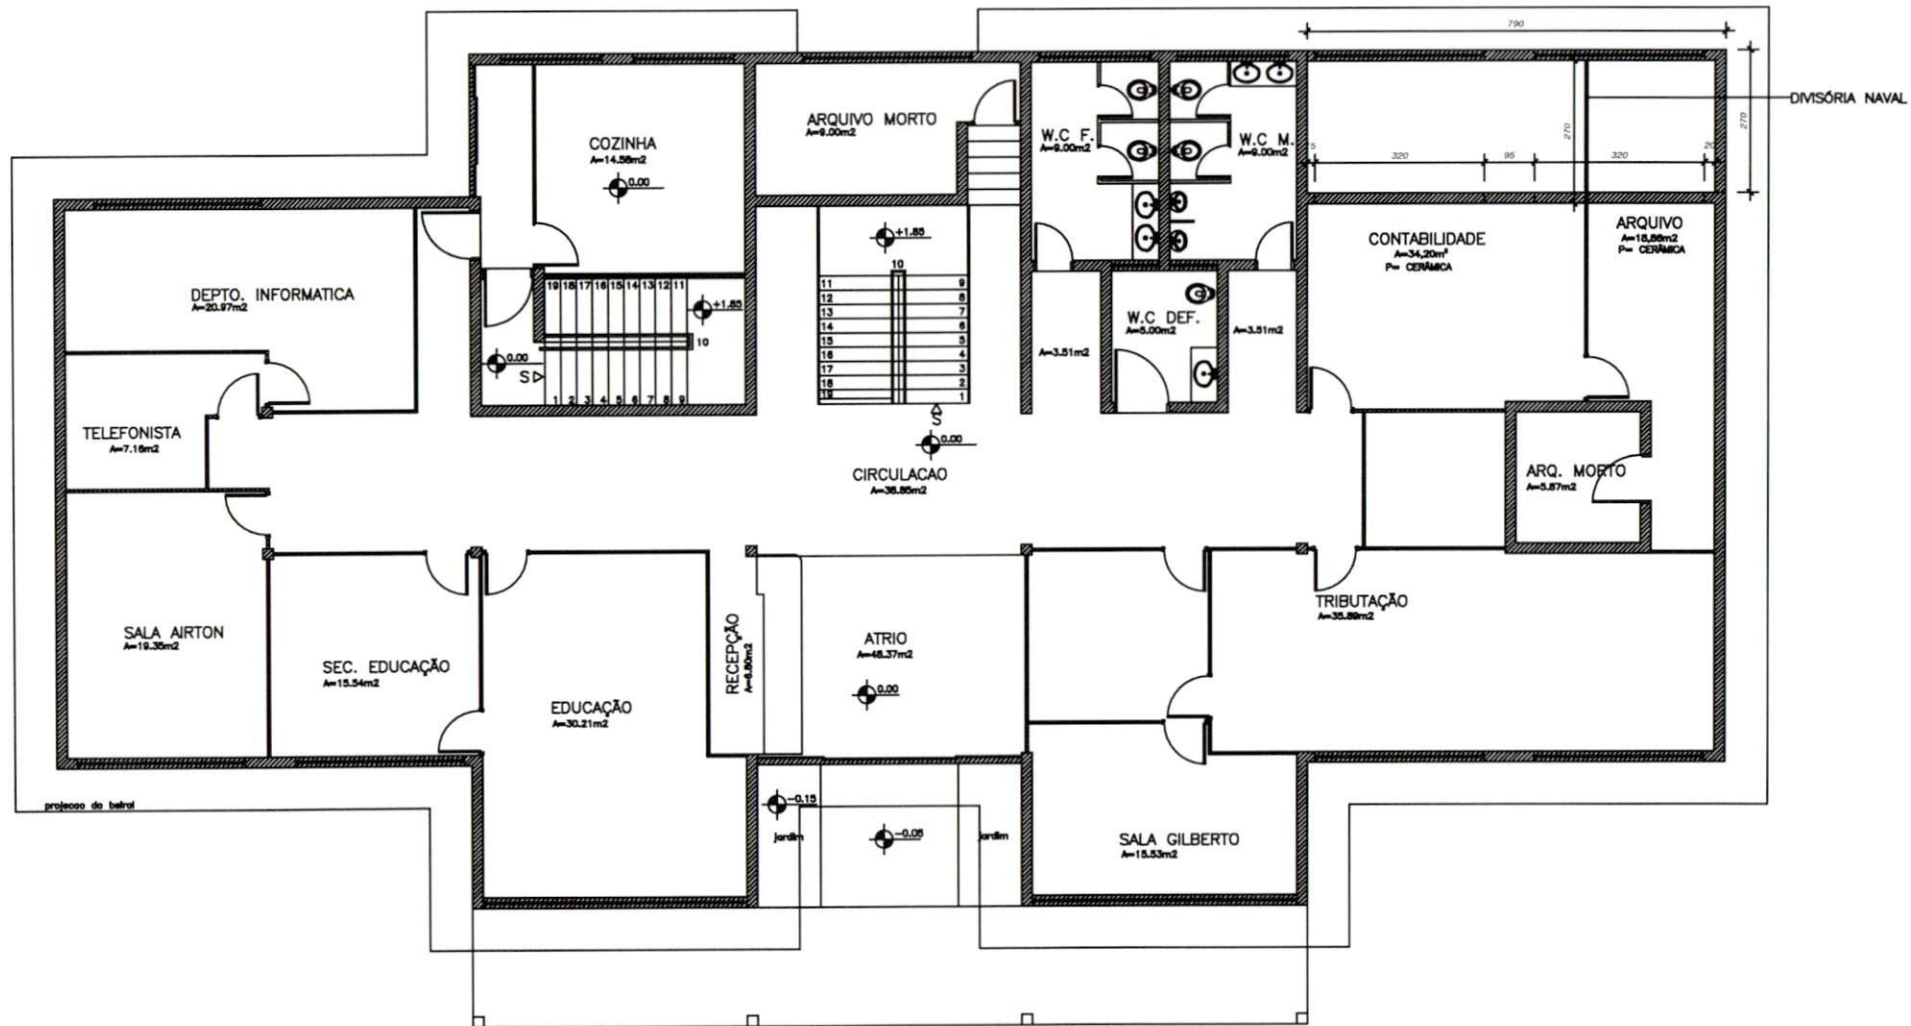 790
DIVISÓRIA NAVAL
270
270
5
320
95
320
20
COZINHA
A=14.58m2
0.00
ARQUIVO MORTO
A=9.00m2
W.C F.
A=9.00m2
W.C M.
A=9.00m2
CONTABILIDADE
A=34,20m²
P= CERÂMICA
ARQUIVO
A=18,86m2
P= CERÂMICA
+1.85
10
11
12
13
14
15
16
17
18
19
9
8
7
6
5
4
3
2
1
S
0.00
DEPTO. INFORMATICA
A=20.97m2
19 18 17 16 15 14 13 12 11
+1.85
10
0.00
S
1 2 3 4 5 6 7 8 9
W.C DEF.
A=5.00m2
A=3.51m2
A=3.51m2
TELEFONISTA
A=7.16m2
CIRCULACAO
A=38.85m2
ARQ. MORTO
A=5.87m2
SALA AIRTON
A=19.35m2
SEC. EDUCAÇÃO
A=15.54m2
EDUCAÇÃO
A=30.21m2
RECEPÇÃO
A=6.80m2
ATRIO
A=48.37m2
0.00
TRIBUTAÇÃO
A=35.89m2
projecao do beiral
-0.15
jardim
-0.05
jardim
SALA GILBERTO
A=15.53m2